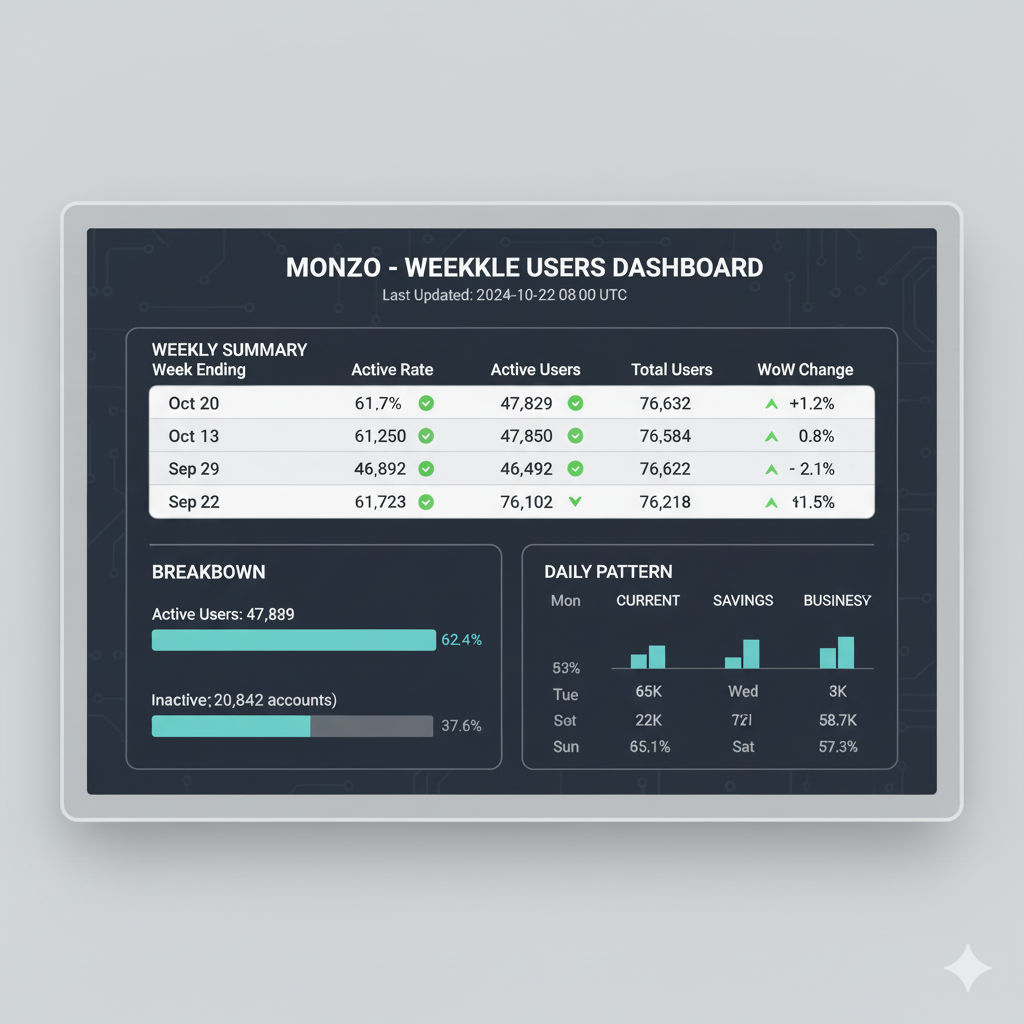 MONZO - WEEKKLE USERS DASHBOARD
Last Updated: 2024-10-22 08 00 UTC
WEEKLY SUMMARY
Week Ending Active Rate Active Users Total Users WoW Change
Oct 20 61.7% 47,829 76,632 +1.2%
Oct 13 61,250 47,850 76,584 0.8%
Sep 29 46,892 46,492 76,622 - 2.1%
Sep 22 61,723 76,102 76,218
BREAKBOWN
Active Users: 47,889
62.4%
Inactive; 20,842 accounts)
37.6%
DAILY PATTERN
Mon CURRENT SAVINGS BUSINESY
53%
Tue 65K Wed 3K
Set 22K 58.7K
Sun 65.1% Sat 57.3%